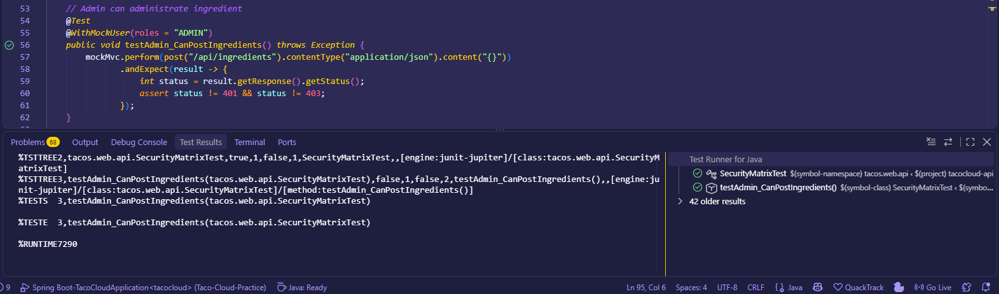 53 // Admin can administrate ingredient
54 @Test
55 @WithMockUser(roles = "ADMIN")
56 public void testAdmin_CanPostIngredients() throws Exception {
57 mockMvc.perform(post("/api/ingredients").contentType("application/json").content("{}"))
58 .andExpect(result -> {
59 int status = result.getResponse().getStatus();
60 assert status != 401 && status != 403;
61 });
62 }
Problems 68 Output Debug Console Test Results Terminal Ports
%TSTTREE2,tacos.web.api.SecurityMatrixTest,true,1,false,1,SecurityMatrixTest,,[engine:junit-jupiter]/[class:tacos.web.api.SecurityM
atrixTest]
%TSTTREE3,testAdmin_CanPostIngredients(tacos.web.api.SecurityMatrixTest),false,1,false,2,testAdmin_CanPostIngredients(),,[engine:ju
nit-jupiter]/[class:tacos.web.api.SecurityMatrixTest]/[method:testAdmin_CanPostIngredients()]
%TESTS 3,testAdmin_CanPostIngredients(tacos.web.api.SecurityMatrixTest)
%TESTE 3,testAdmin_CanPostIngredients(tacos.web.api.SecurityMatrixTest)
%RUNTIME7290
Test Runner for Java
SecurityMatrixTest $(symbol-namespace) tacos.web.api < $(project) tacocloud-api
testAdmin_CanPostIngredients() $(symbol-class) SecurityMatrixTest < $(symbo...
42 older results
9 Spring Boot-TacoCloudApplication<tacocloud> (Taco-Cloud-Practice) Java: Ready Ln 95, Col 6 Spaces: 4 UTF-8 CRLF Java QuackTrack Go Live